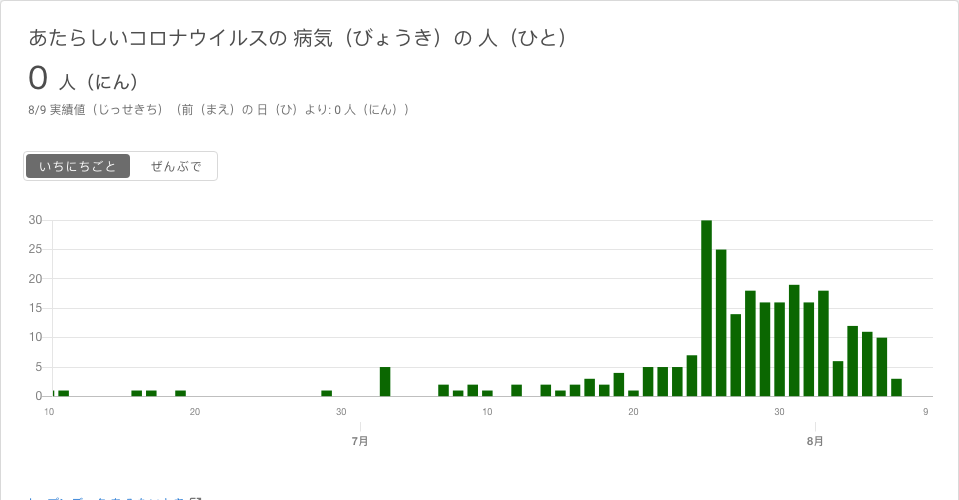 あたらしいコロナウイルスの 病気（びょうき）の 人（ひと）
0 人（にん）
8/9 実績値（じっせきち）（前（まえ）の 日（ひ）より: 0 人（にん））
いちにちごと ぜんぶで
30
25
20
15
10
5
0
10 20 30 10 20 30 9
7月 8月